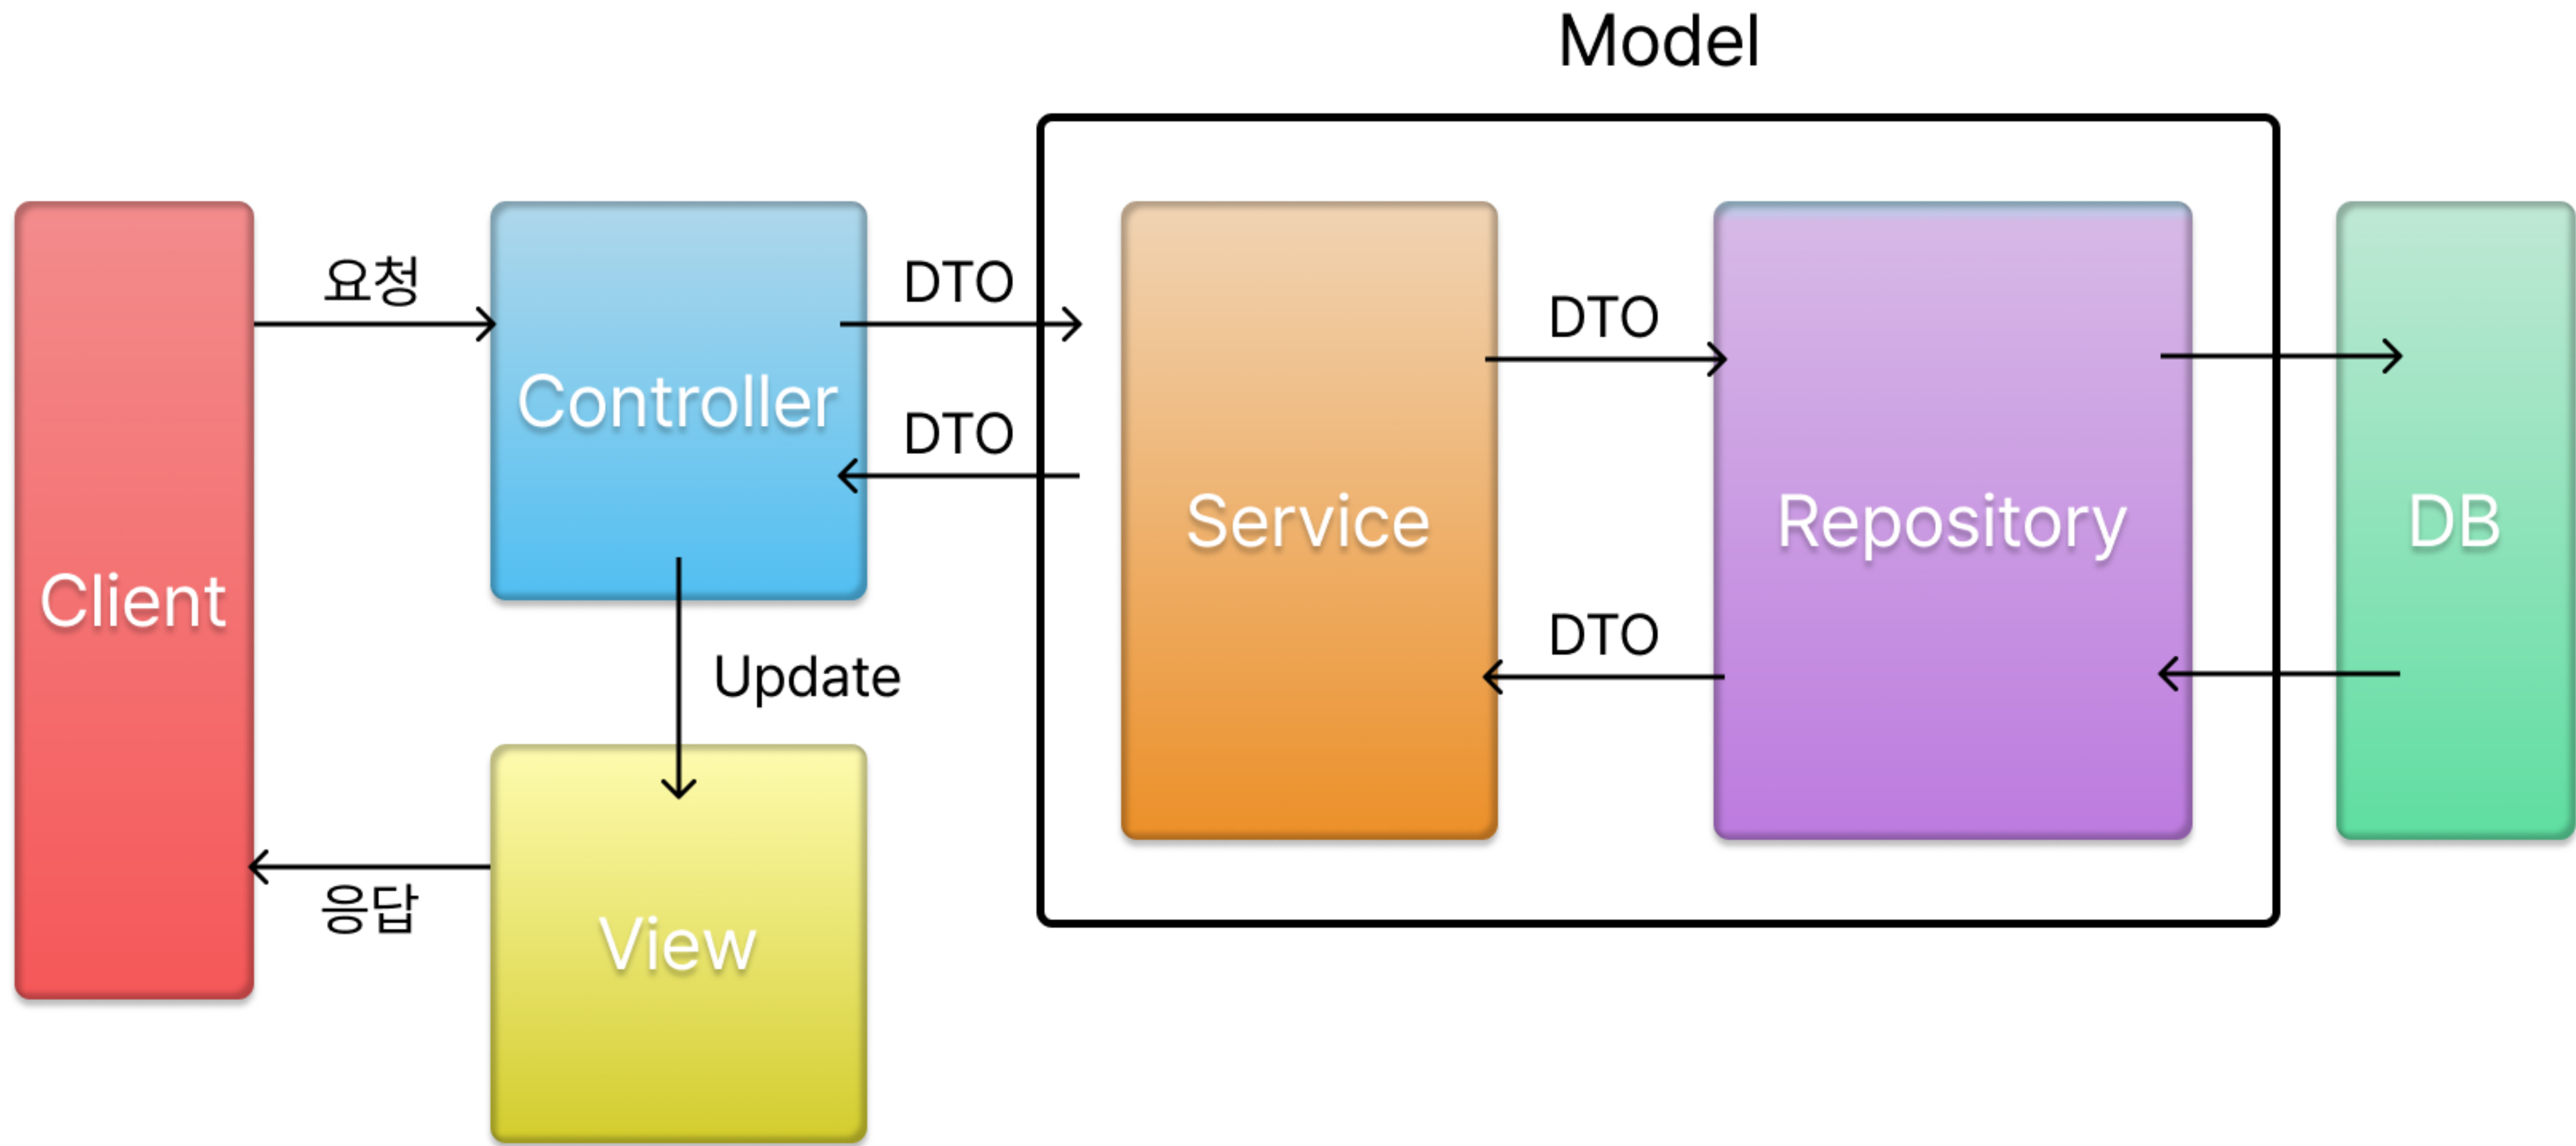 Model
요청
DTO
DTO
Controller
DTO
Client
Service
Repository
DB
DTO
Update
응답
View